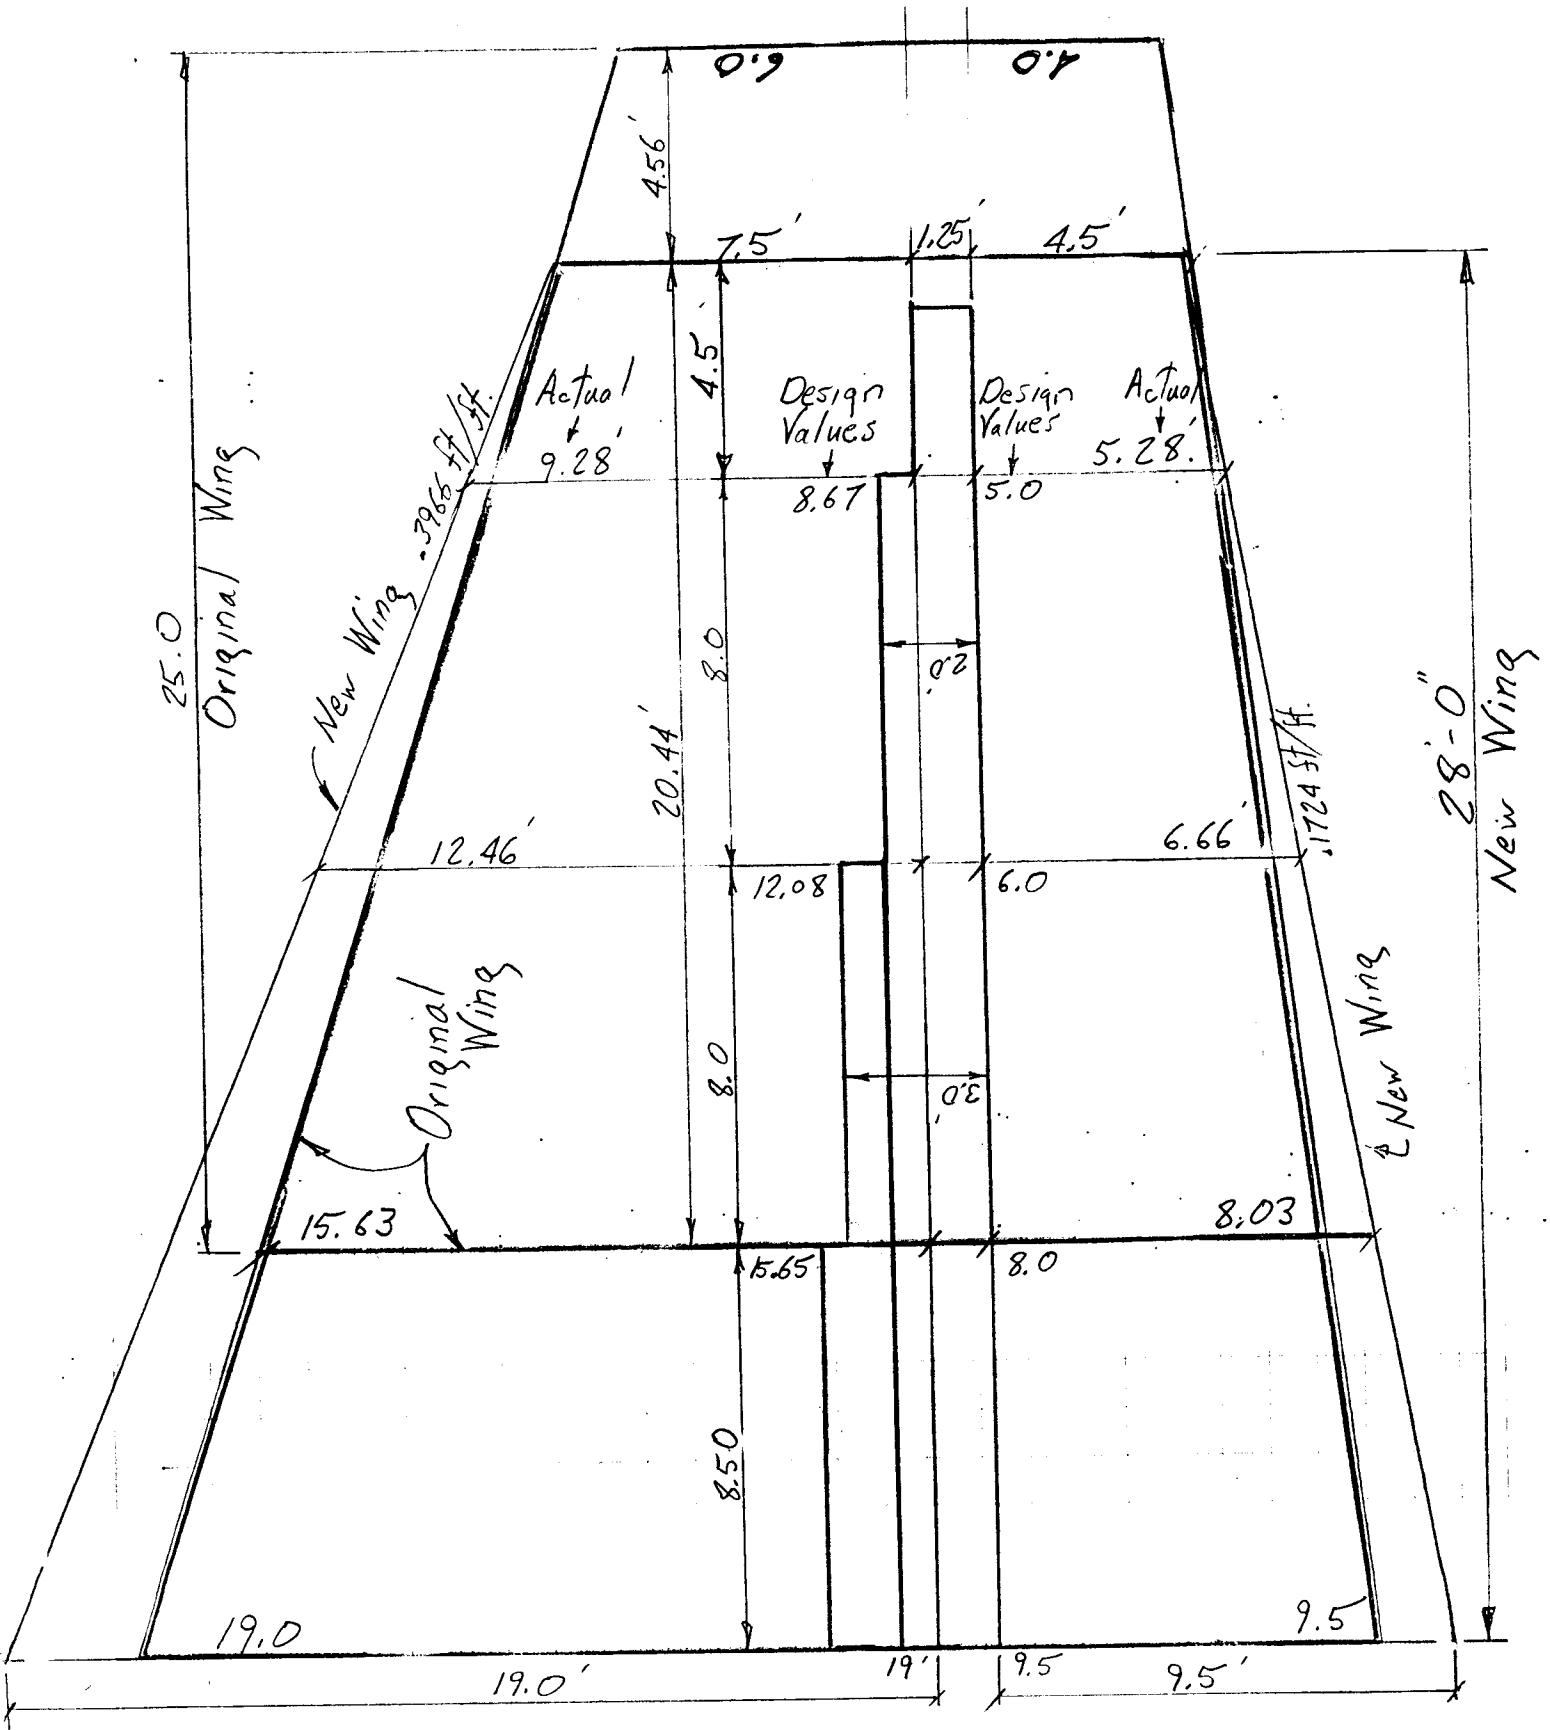 6.0
4.0
4.56'
7.5'
1.25'
4.5'
4.5'
Actual
9.28'
Design
Values
Design
Values
Actual
5.28'
8.67
5.0
.3966 ft/ft.
New Wing
25.0
Original Wing
8.0
2.0'
20.44'
28'-0"
New Wing
.1724 ft/ft.
12.46'
6.66'
12.08
6.0
Original
Wing
8.0
3.0'
New Wing
15.63
8.03
15.65
8.0
8.50
19.0
9.5
19.0'
19'
9.5
9.5'